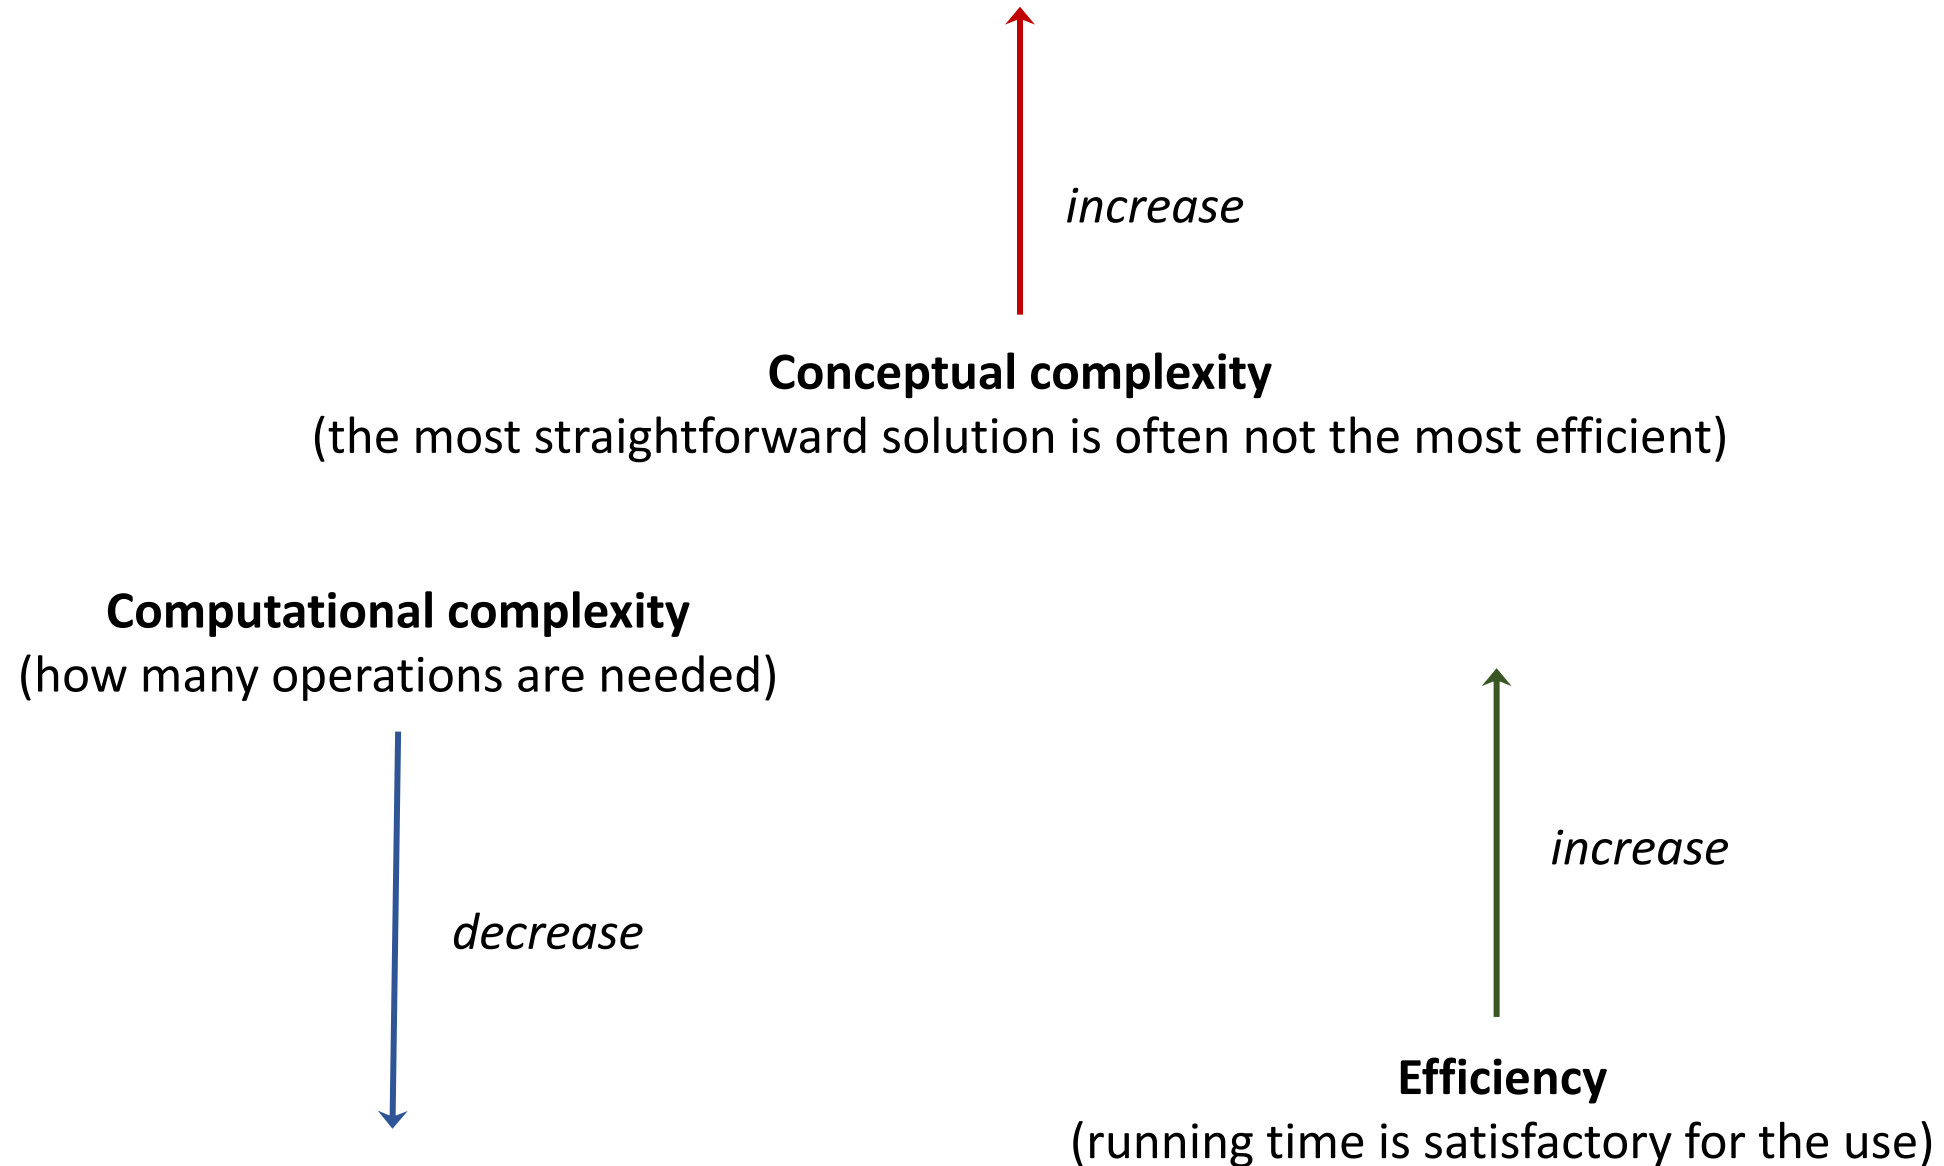 increase
Conceptual complexity
(the most straightforward solution is often not the most efficient)
Computational complexity
(how many operations are needed)
decrease
increase
Efficiency
(running time is satisfactory for the use)